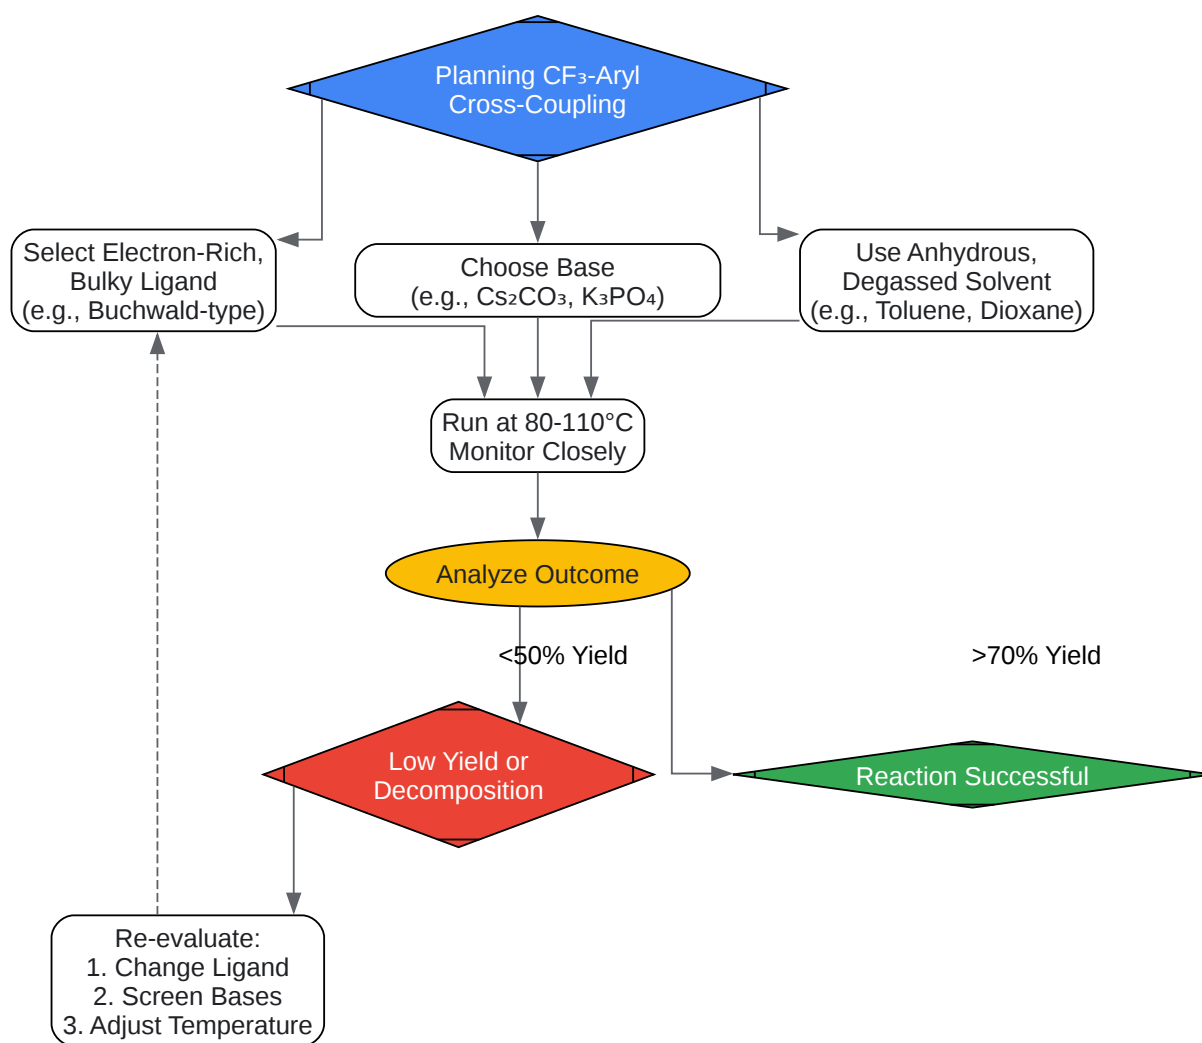 Planning CF₃-Aryl
Cross-Coupling
Select Electron-Rich,
Bulky Ligand
(e.g., Buchwald-type)
Choose Base
(e.g., Cs₂CO₃, K₃PO₄)
Use Anhydrous,
Degassed Solvent
(e.g., Toluene, Dioxane)
Run at 80-110°C
Monitor Closely
Analyze Outcome
<50% Yield
>70% Yield
Low Yield or
Decomposition
Reaction Successful
Re-evaluate:
1. Change Ligand
2. Screen Bases
3. Adjust Temperature